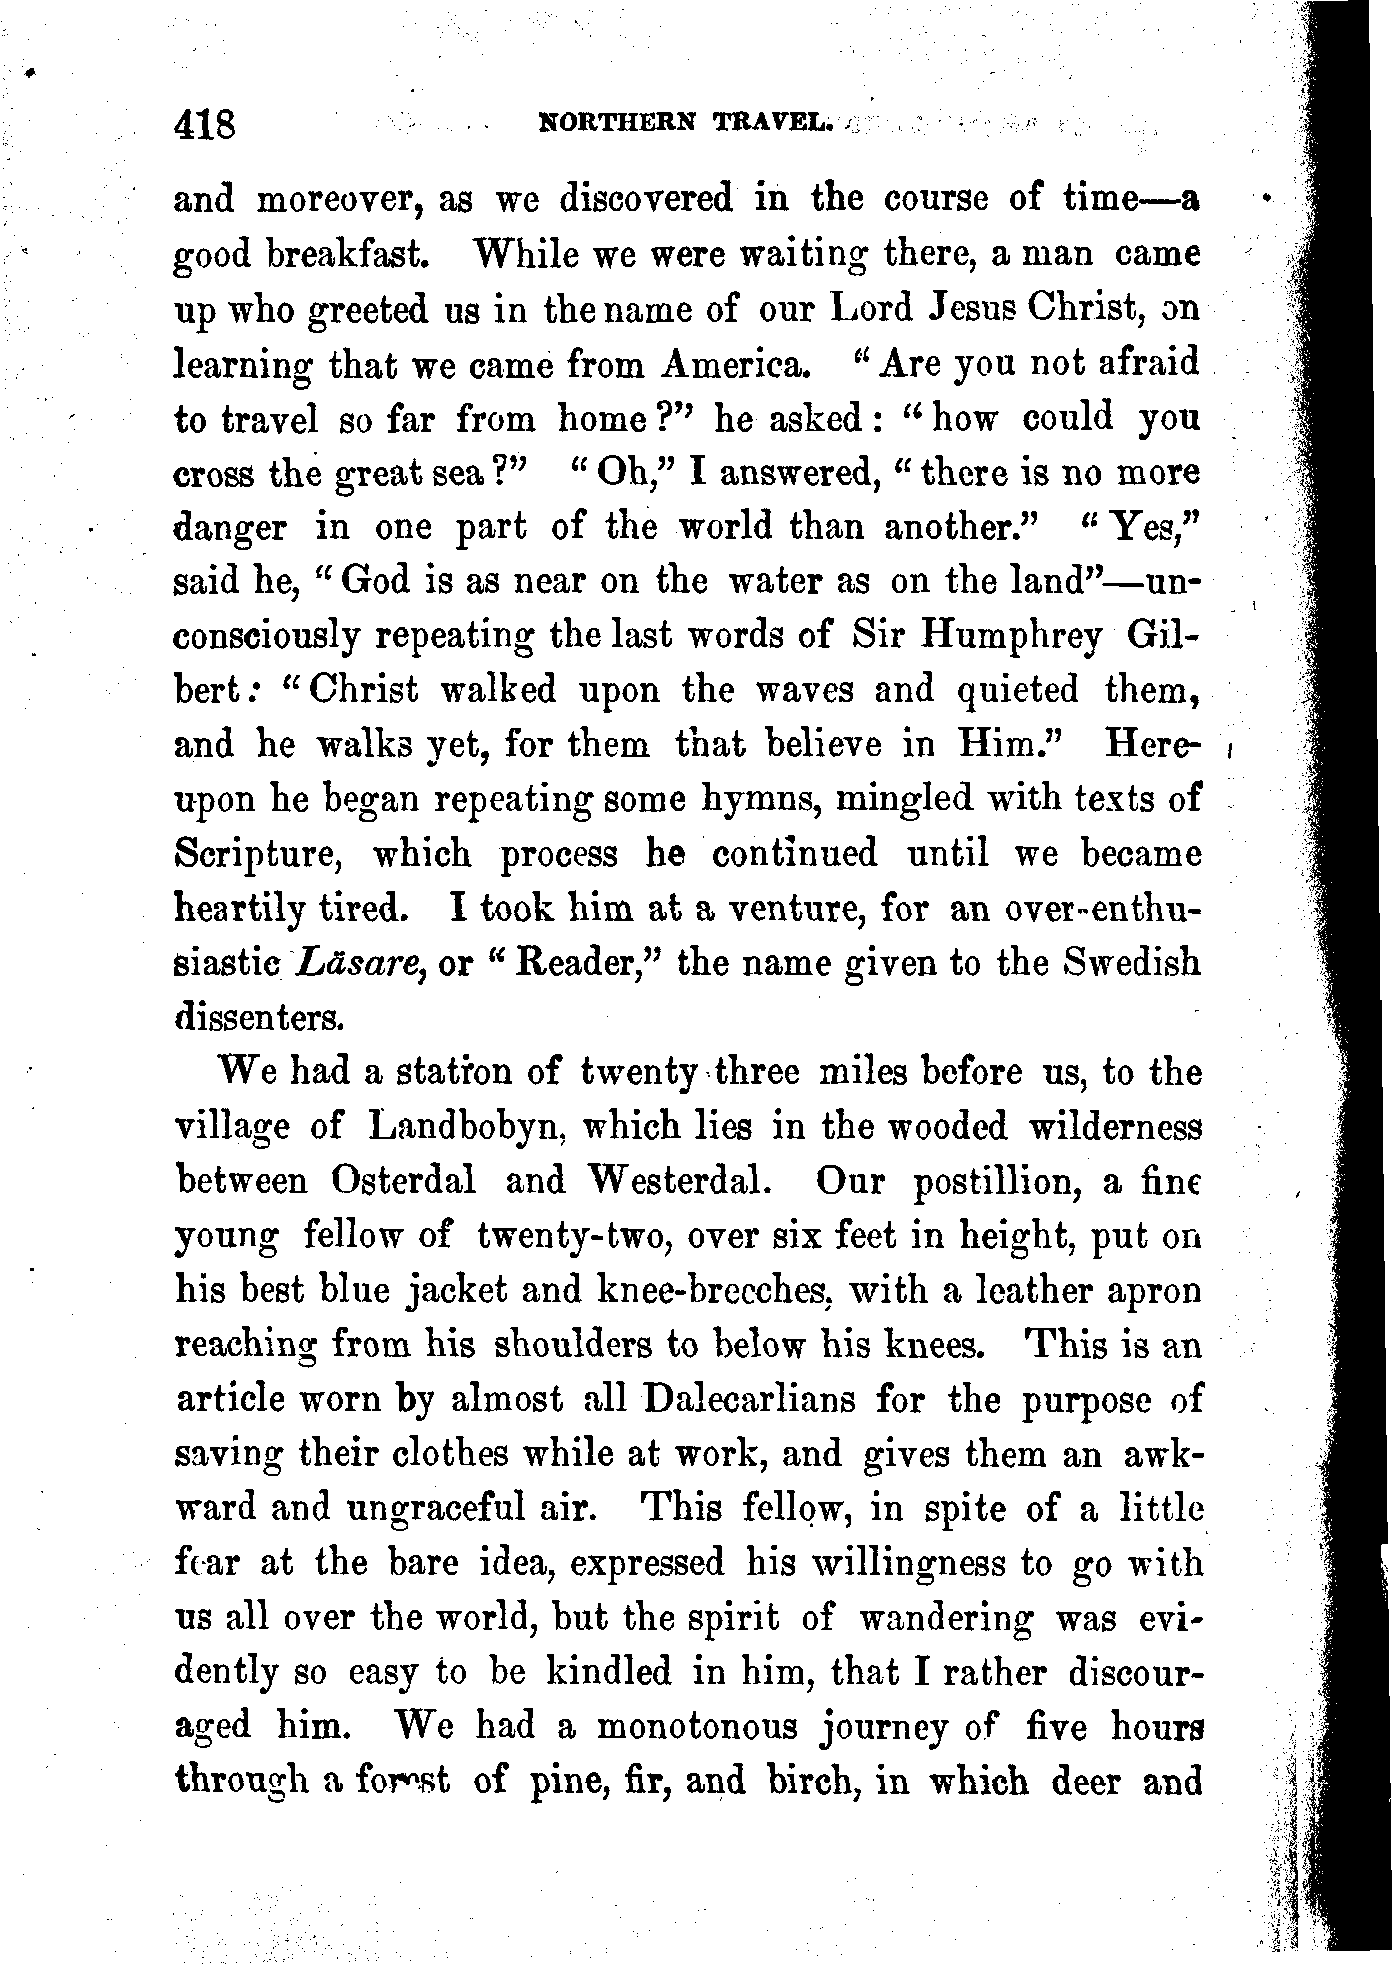 418 NORTHERN TRAVEL.
and moreover, as we discovered in the course of time—a
good breakfast. While we were waiting there, a man came
up who greeted us in the name of our Lord Jesus Christ, on
learning that we came from America. “Are you not afraid
to travel so far from home?” he asked: “how could you
cross the great sea?” “Oh,” I answered, “there is no more
danger in one part of the world than another.” “Yes,”
said he, “God is as near on the water as on the land”—un-
consciously repeating the last words of Sir Humphrey Gil-
bert: “Christ walked upon the waves and quieted them,
and he walks yet, for them that believe in Him.” Here-
upon he began repeating some hymns, mingled with texts of
Scripture, which process he continued until we became
heartily tired. I took him at a venture, for an over-enthu-
siastic Läsare, or “Reader,” the name given to the Swedish
dissenters.
We had a station of twenty three miles before us, to the
village of Landbobyn, which lies in the wooded wilderness
between Osterdal and Westerdal. Our postillion, a fine
young fellow of twenty-two, over six feet in height, put on
his best blue jacket and knee-breeches, with a leather apron
reaching from his shoulders to below his knees. This is an
article worn by almost all Dalecarlians for the purpose of
saving their clothes while at work, and gives them an awk-
ward and ungraceful air. This fellow, in spite of a little
fear at the bare idea, expressed his willingness to go with
us all over the world, but the spirit of wandering was evi-
dently so easy to be kindled in him, that I rather discour-
aged him. We had a monotonous journey of five hours
through a forest of pine, fir, and birch, in which deer and